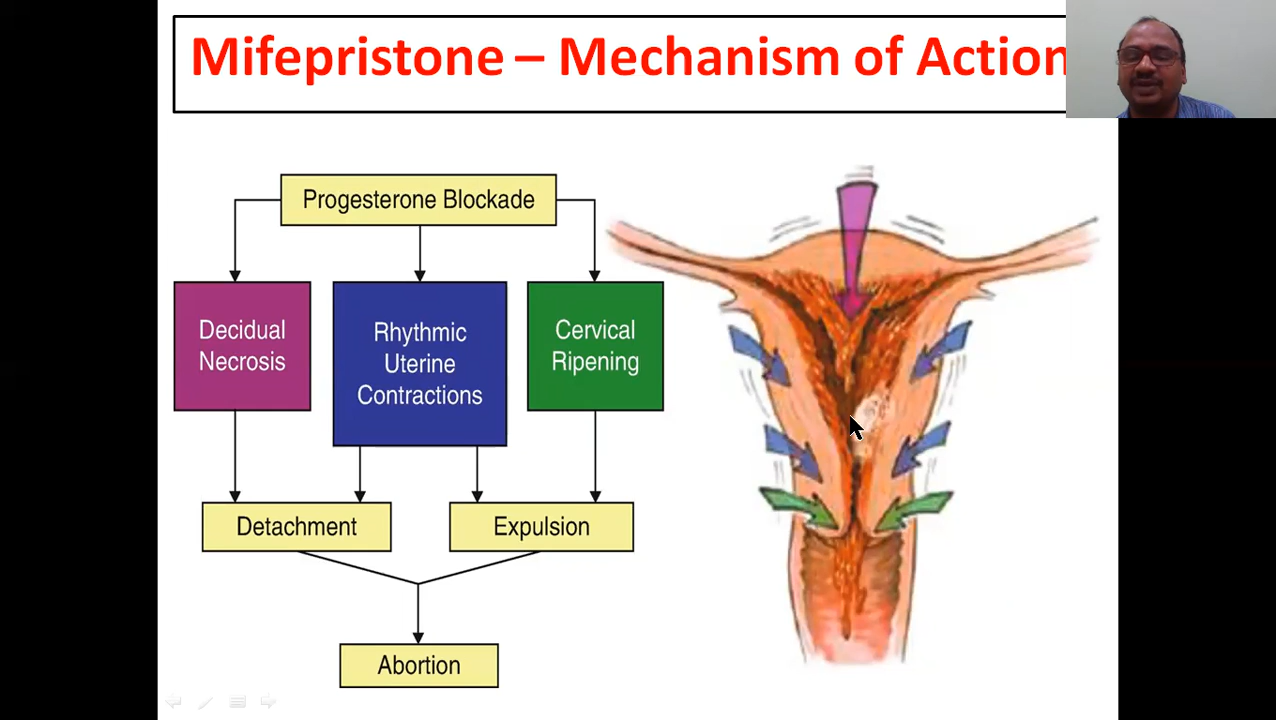 Mifepristone – Mechanism of Action
Progesterone Blockade
Decidual
Necrosis
Rhythmic
Uterine
Contractions
Cervical
Ripening
Detachment
Expulsion
Abortion